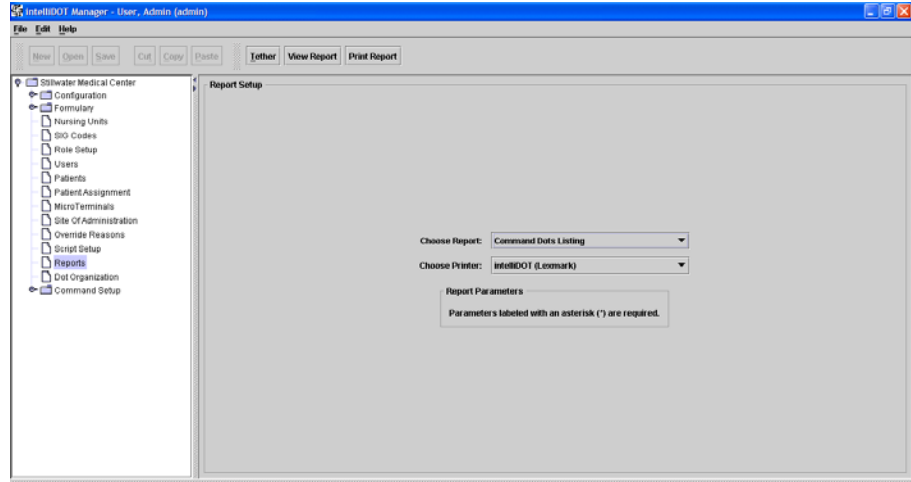 intelliDOT Manager - User, Admin (admin)
File Edit Help
New Open Save Cut Copy Paste Tether View Report Print Report
Stillwater Medical Center
Configuration
Formulary
Nursing Units
SIG Codes
Role Setup
Users
Patients
Patient Assignment
MicroTerminals
Site Of Administration
Override Reasons
Script Setup
Reports
Dot Organization
Command Setup
Report Setup
Choose Report: Command Dots Listing
Choose Printer: intelliDOT (Lexmark)
Report Parameters
Parameters labeled with an asterisk (*) are required.